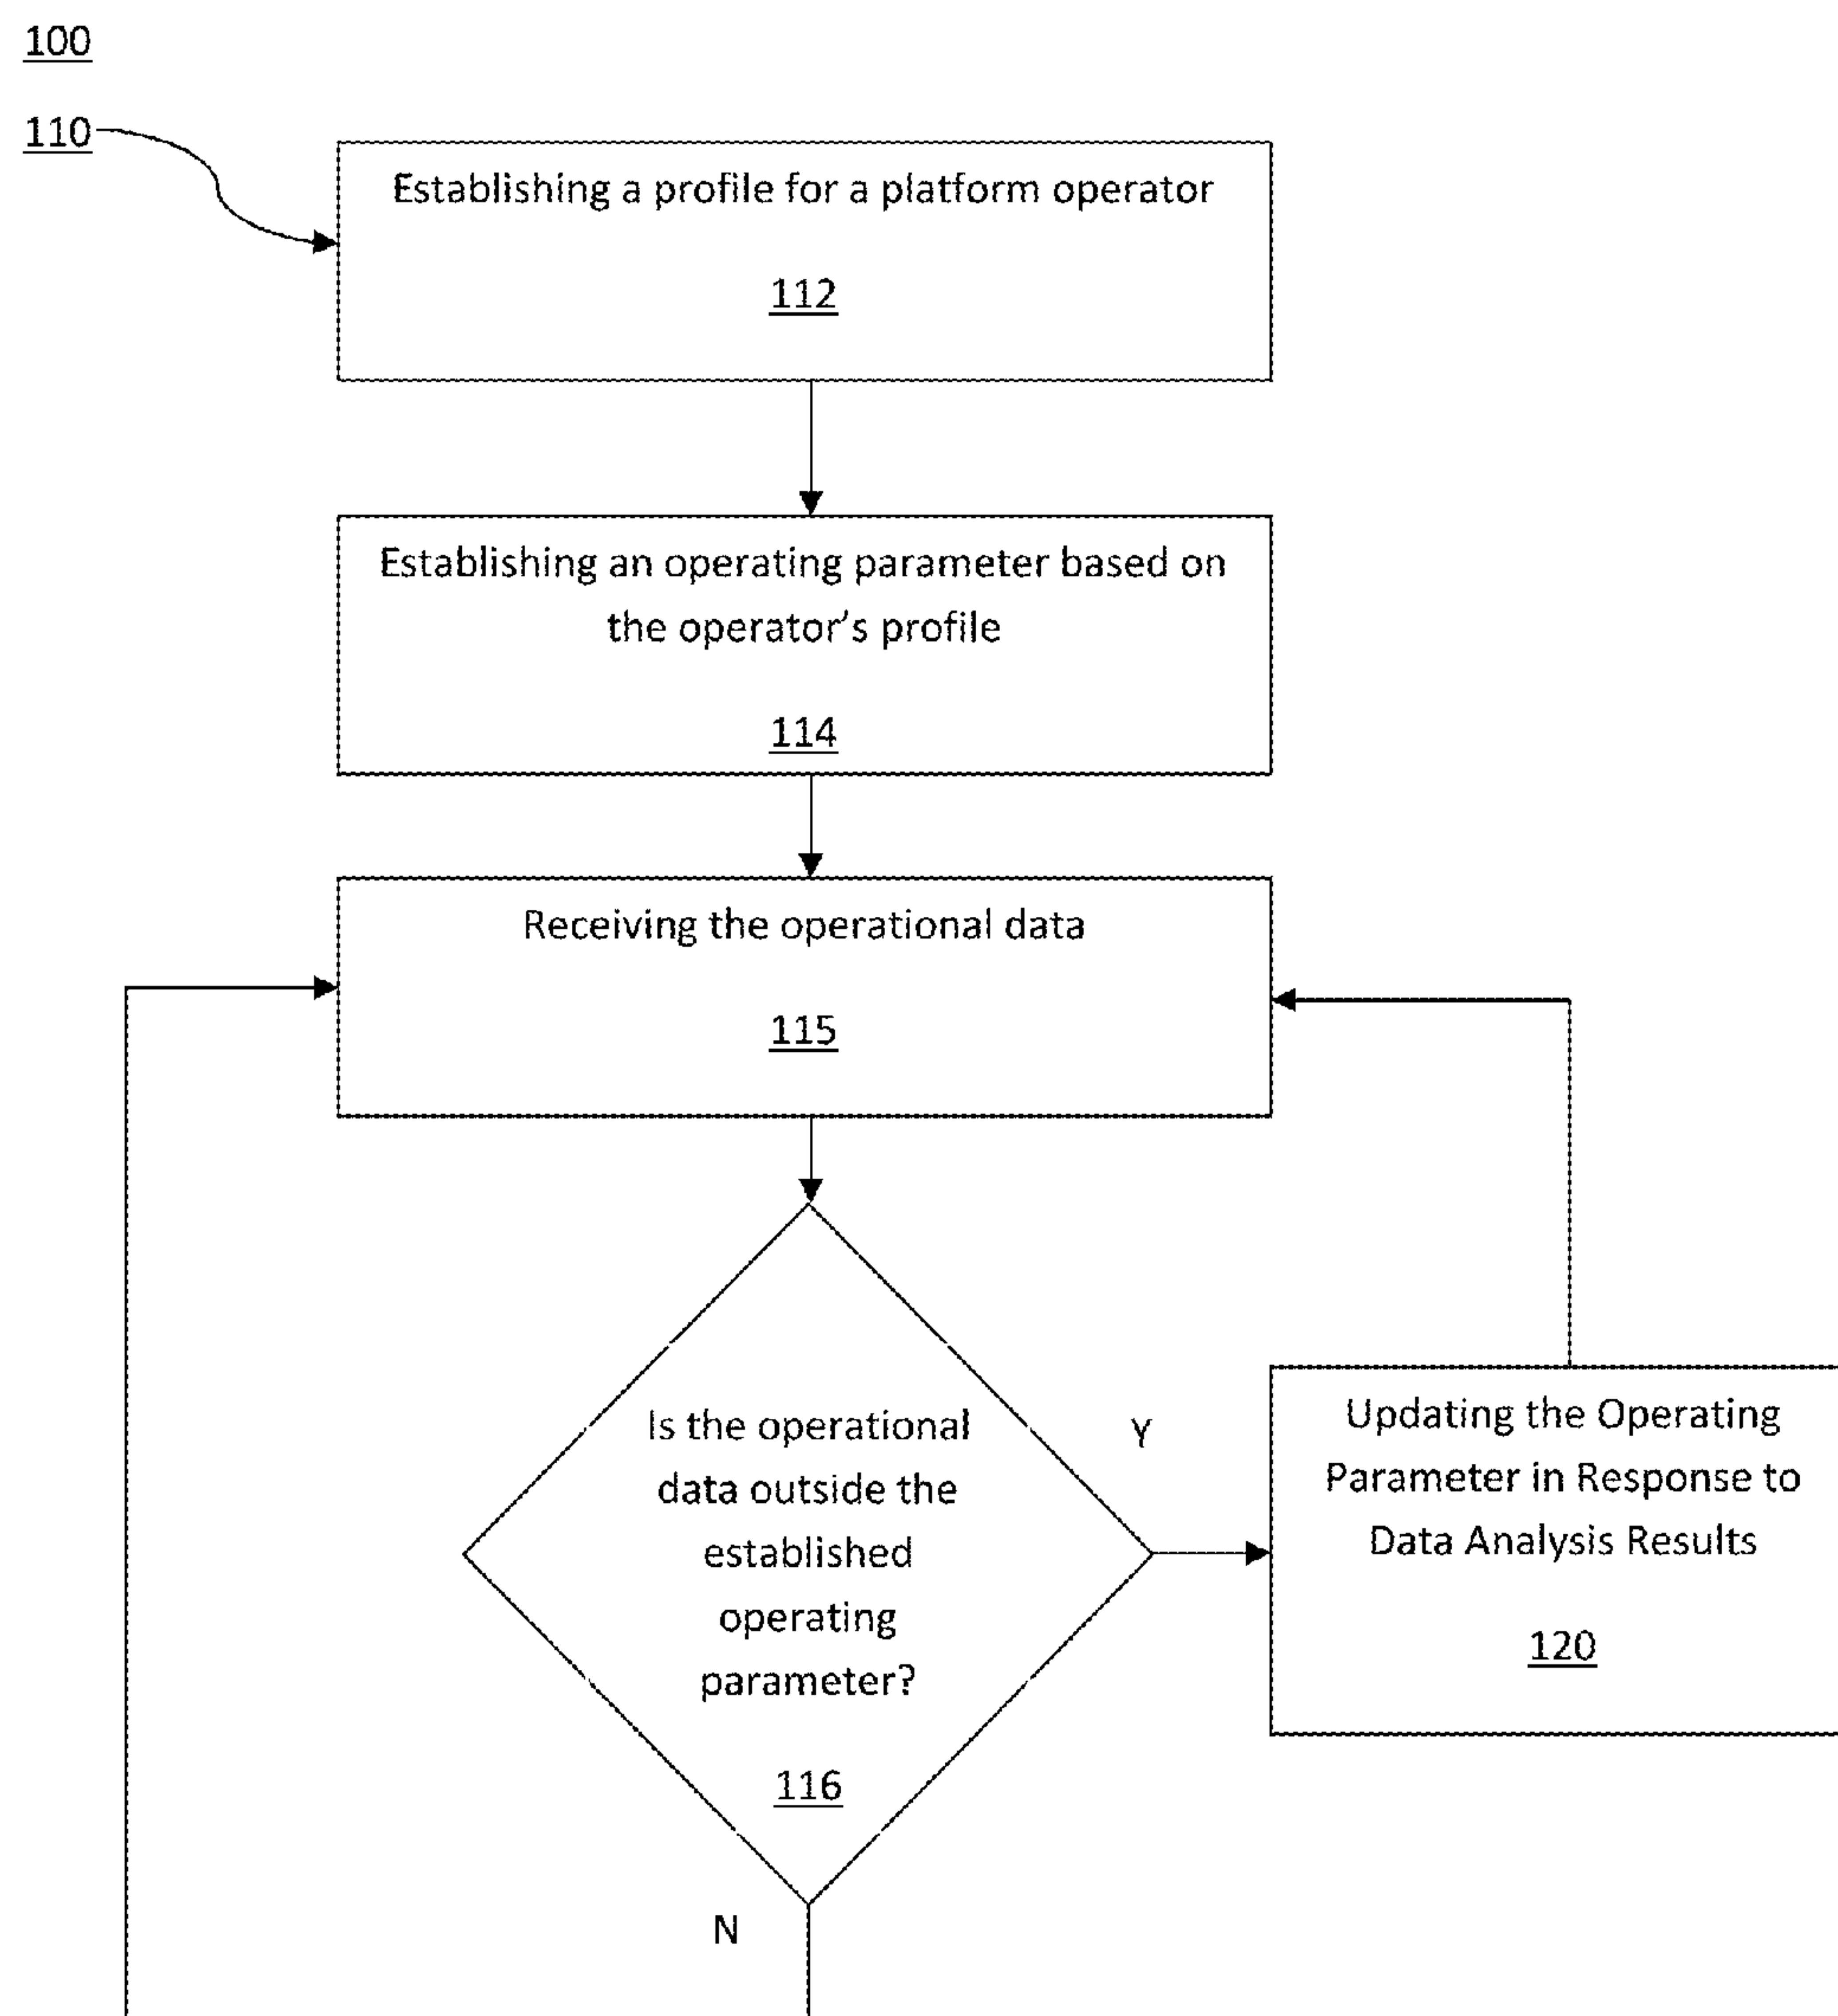 100
110
Establishing a profile for a platform operator
112
Establishing an operating parameter based on
the operator's profile
114
Receiving the operational data
115
Is the operational
data outside the
established
operating
parameter?
116
Y
Updating the Operating
Parameter in Response to
Data Analysis Results
120
N